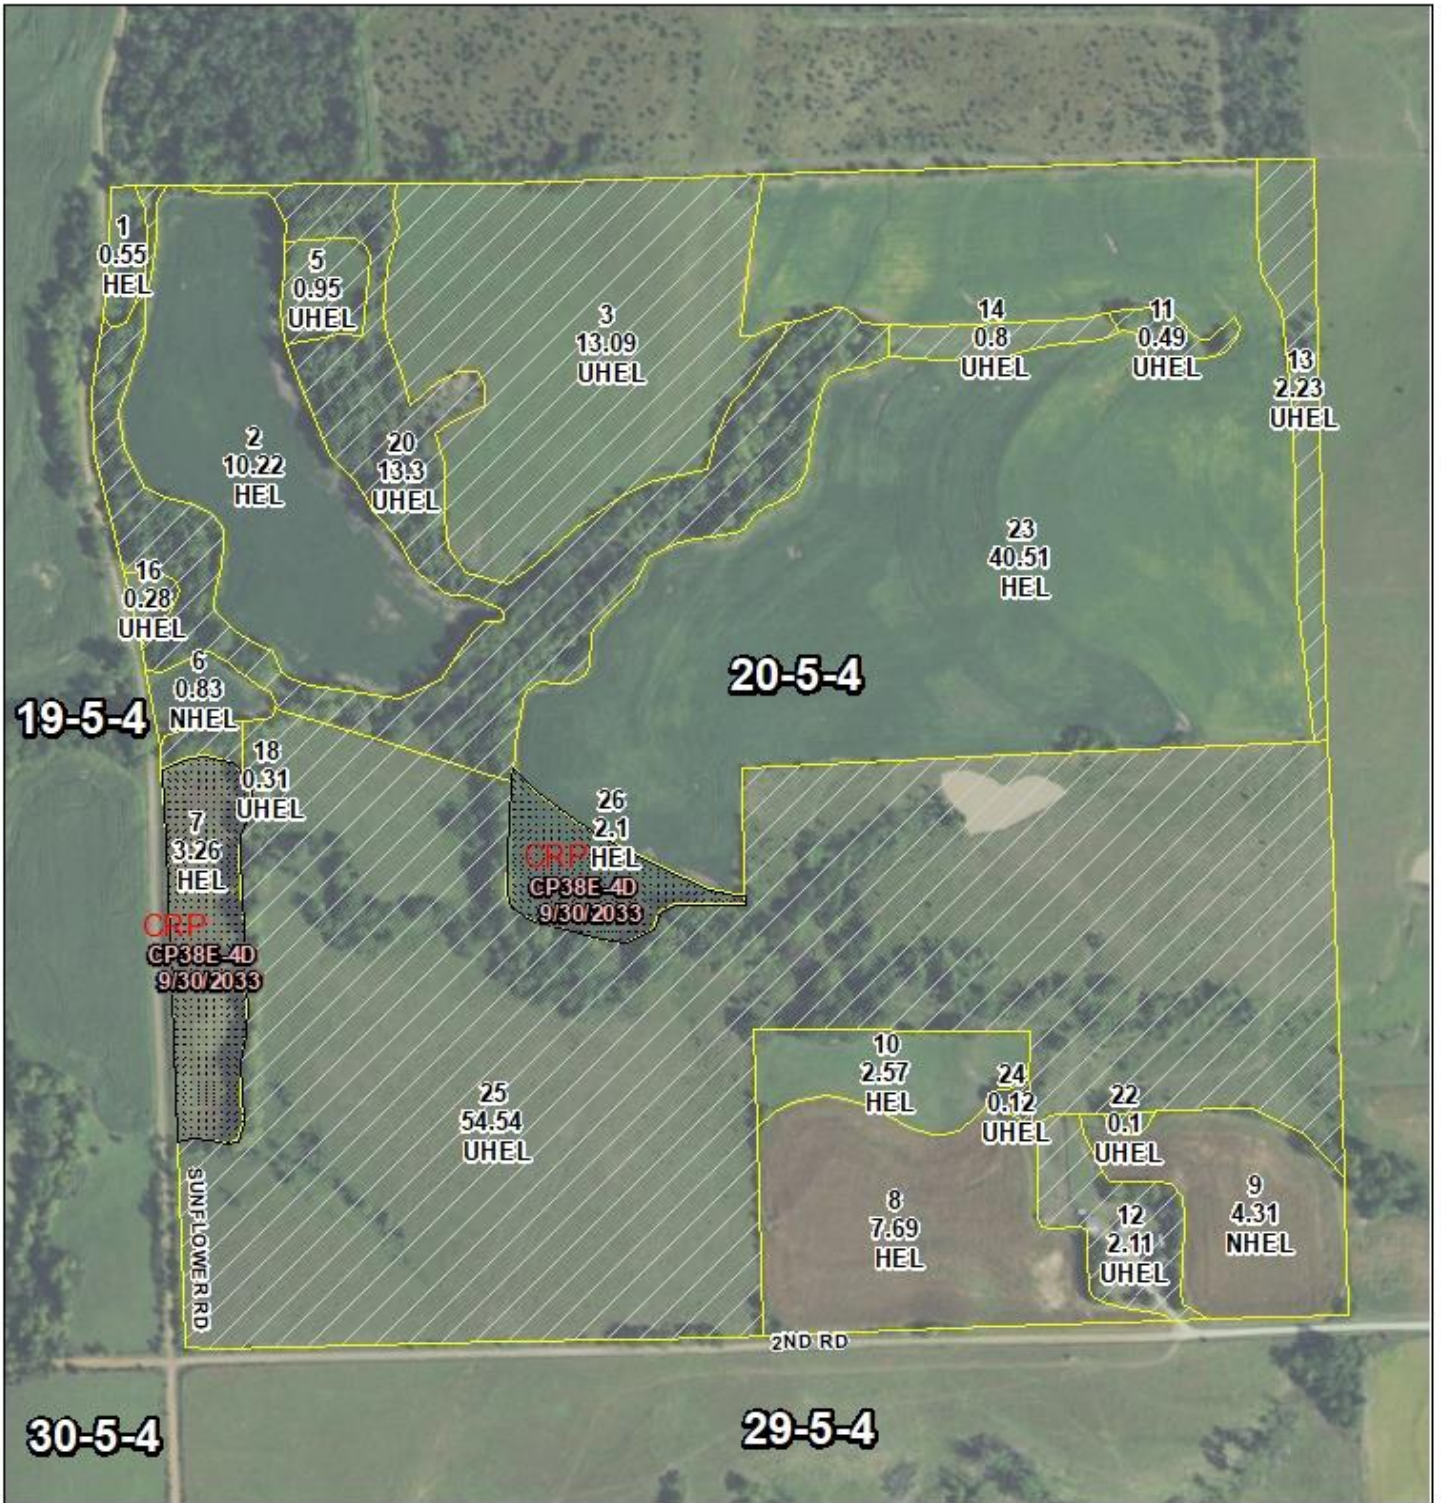 1
0.55
HEL
5
0.95
UHEL
3
13.09
UHEL
14
0.8
UHEL
11
0.49
UHEL
13
2.23
UHEL
2
10.22
HEL
20
13.3
UHEL
23
40.51
HEL
16
0.28
UHEL
6
0.83
NHEL
19-5-4
20-5-4
18
0.31
UHEL
7
3.26
HEL
CRP
CP38E-4D
9/30/2033
26
2.1
HEL
CRP
CP38E-4D
9/30/2033
10
2.57
HEL
24
0.12
UHEL
22
0.1
UHEL
25
54.54
UHEL
8
7.69
HEL
12
2.11
UHEL
9
4.31
NHEL
SUNFLOWER RD
2ND RD
30-5-4
29-5-4